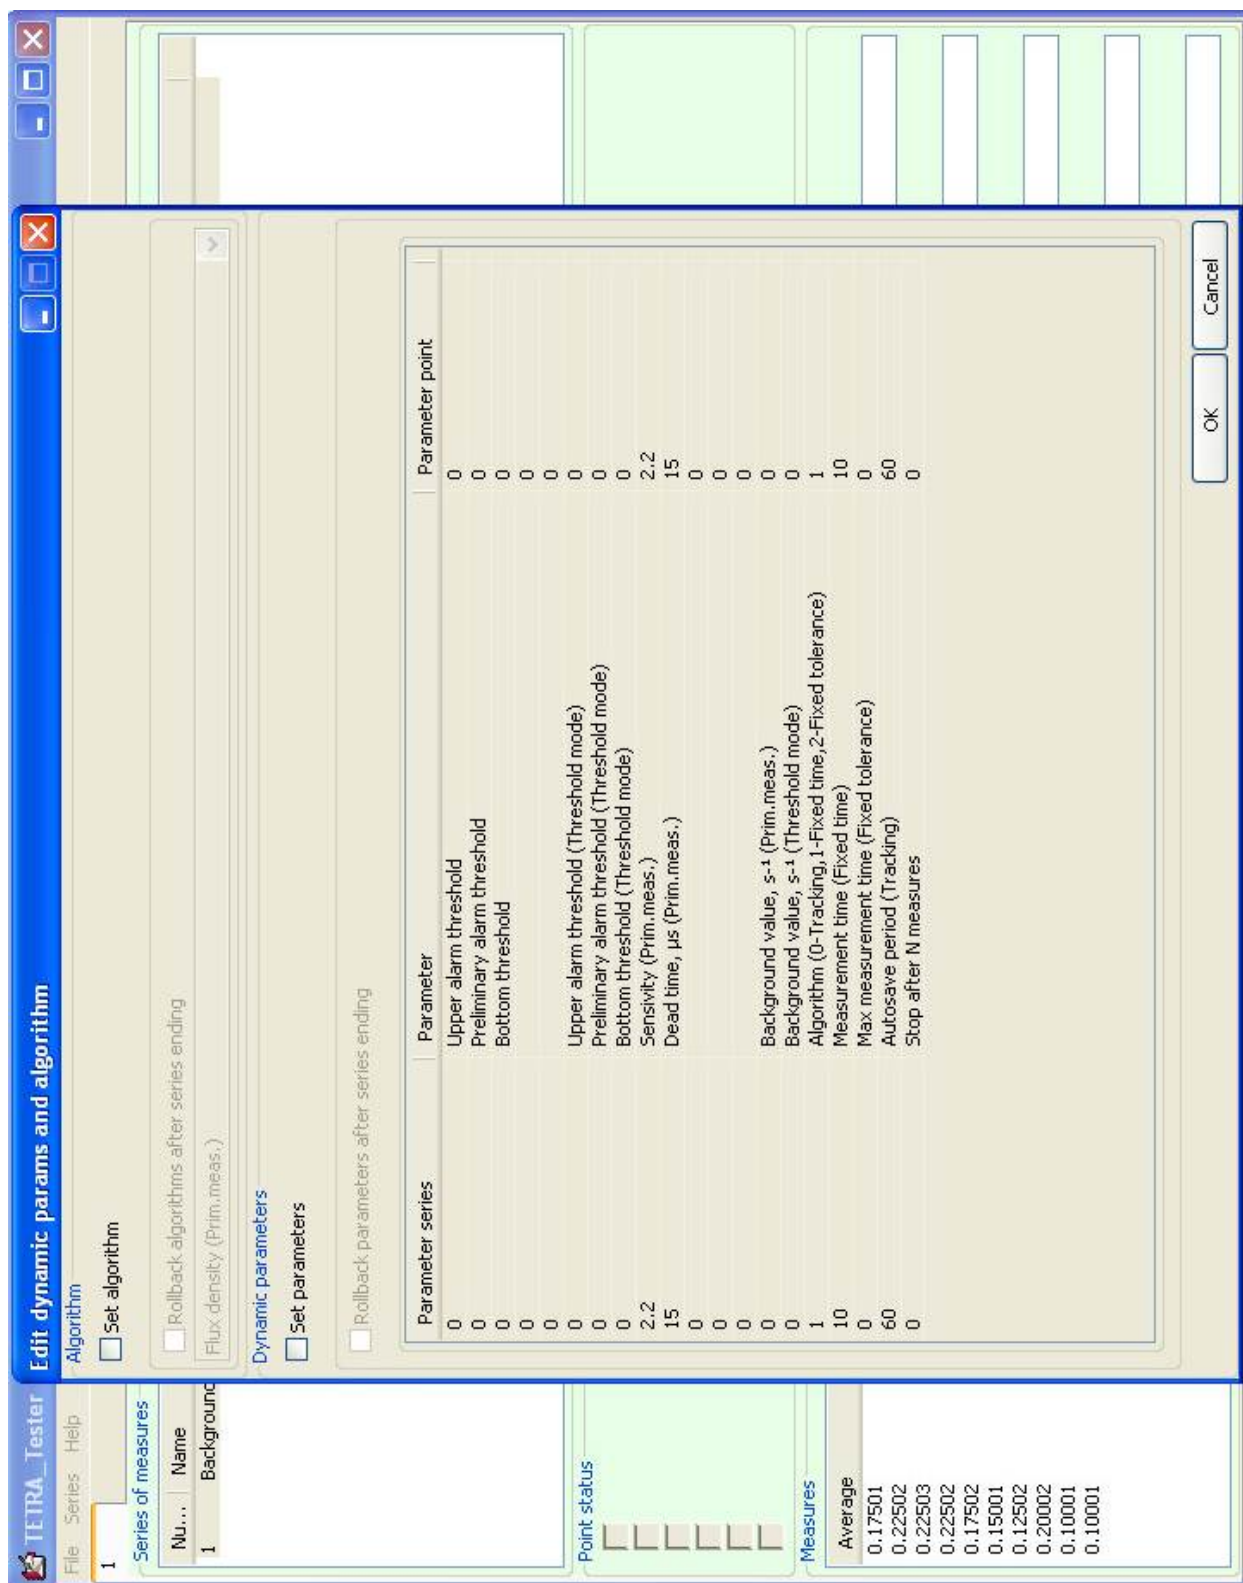 TETRA_Tester
File Series Help
1
Series of measures
Nu... Name
1 Background
Point status
Measures
Average
0.17501
0.22502
0.22503
0.22502
0.17502
0.15001
0.12502
0.20002
0.10001
0.10001
Edit dynamic params and algorithm
Algorithm
Set algorithm
Rollback algorithms after series ending
Flux density (Prim.meas.)
Dynamic parameters
Set parameters
Rollback parameters after series ending
Parameter series Parameter Parameter point
0 Upper alarm threshold 0
0 Preliminary alarm threshold 0
0 Bottom threshold 0
0 0
0 0
0 Upper alarm threshold (Threshold mode) 0
0 Preliminary alarm threshold (Threshold mode) 0
0 Bottom threshold (Threshold mode) 0
2.2 Sensivity (Prim.meas.) 2.2
15 Dead time, µs (Prim.meas.) 15
0 0
0 0
0 0
0 Background value, s⁻¹ (Prim.meas.) 0
0 Background value, s⁻¹ (Threshold mode) 0
1 Algorithm (0-Tracking,1-Fixed time,2-Fixed tolerance) 1
10 Measurement time (Fixed time) 10
0 Max measurement time (Fixed tolerance) 0
60 Autosave period (Tracking) 60
0 Stop after N measures 0
OK Cancel